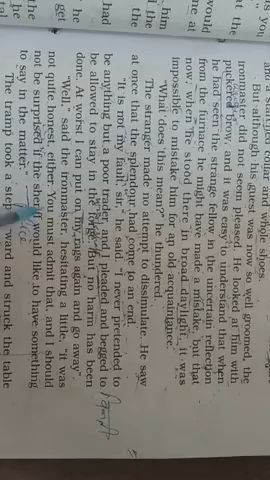 and a starched collar and whole shoes.
But although his guest was now so well groomed, the
ironmaster did not seem pleased. He looked at him with
puckered brow, and it was easy to understand that when
he had seen the strange fellow in the uncertain reflection
from the furnace he might have made a mistake, but that
now, when he stood there in broad daylight, it was
impossible to mistake him for an old acquaintance.
"What does this mean?" he thundered.
The stranger made no attempt to dissimulate. He saw
at once that the splendour had come to an end.
"It is not my fault, sir," he said. "I never pretended to
be anything but a poor trader, and I pleaded and begged to
be allowed to stay in the forge. But no harm has been
done. At worst I can put on my rags again and go away".
"Well," said the ironmaster, hesitating a little, "it was
not quite honest, either. You must admit that, and I should
not be surprised if the sheriff would like to have something
to say in the matter."
The tramp took a step forward and struck the table